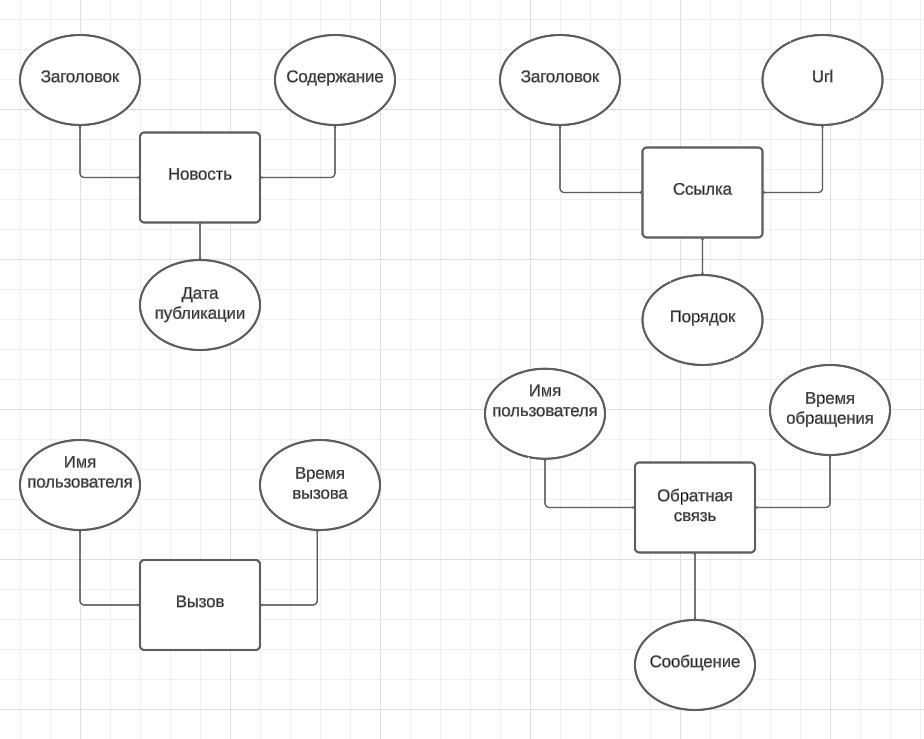 Заголовок
Содержание
Новость
Дата
публикации
Заголовок
Url
Ссылка
Порядок
Имя
пользователя
Время
вызова
Вызов
Имя
пользователя
Время
обращения
Обратная
связь
Сообщение